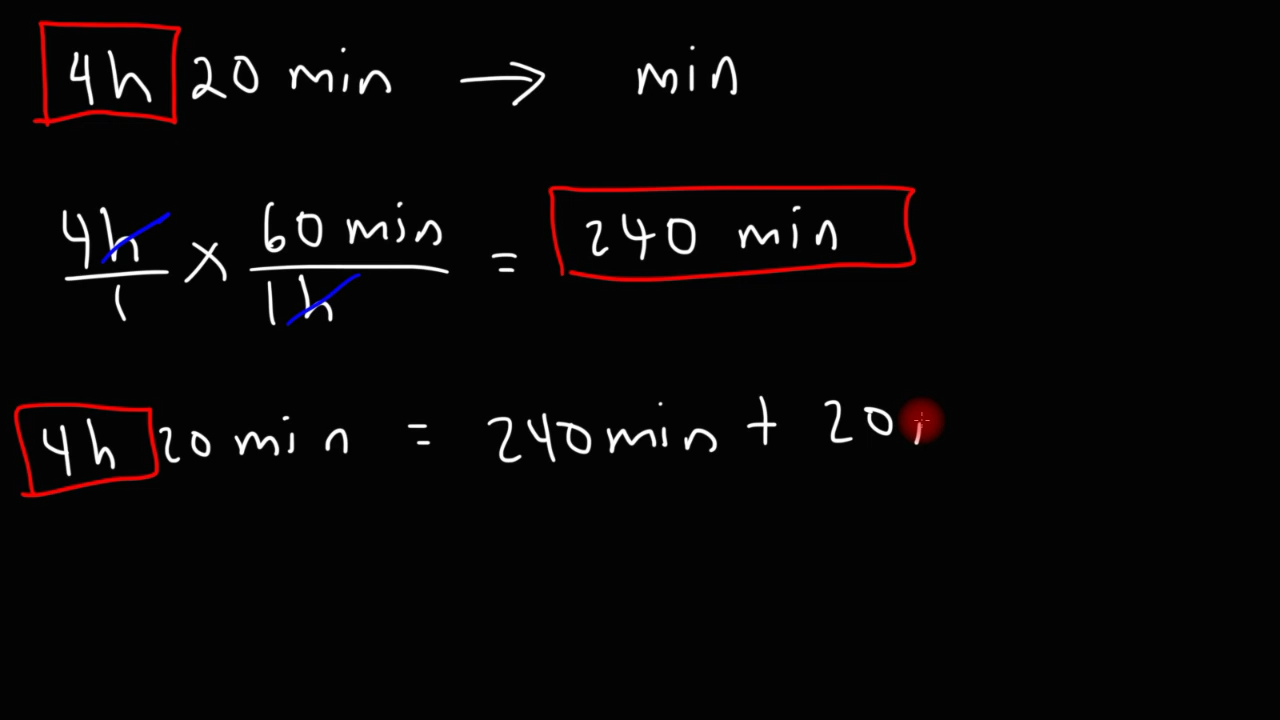 4h 20 min → min
4h/1 × 60 min/1h = 240 min
4h 20 min = 240 min + 20